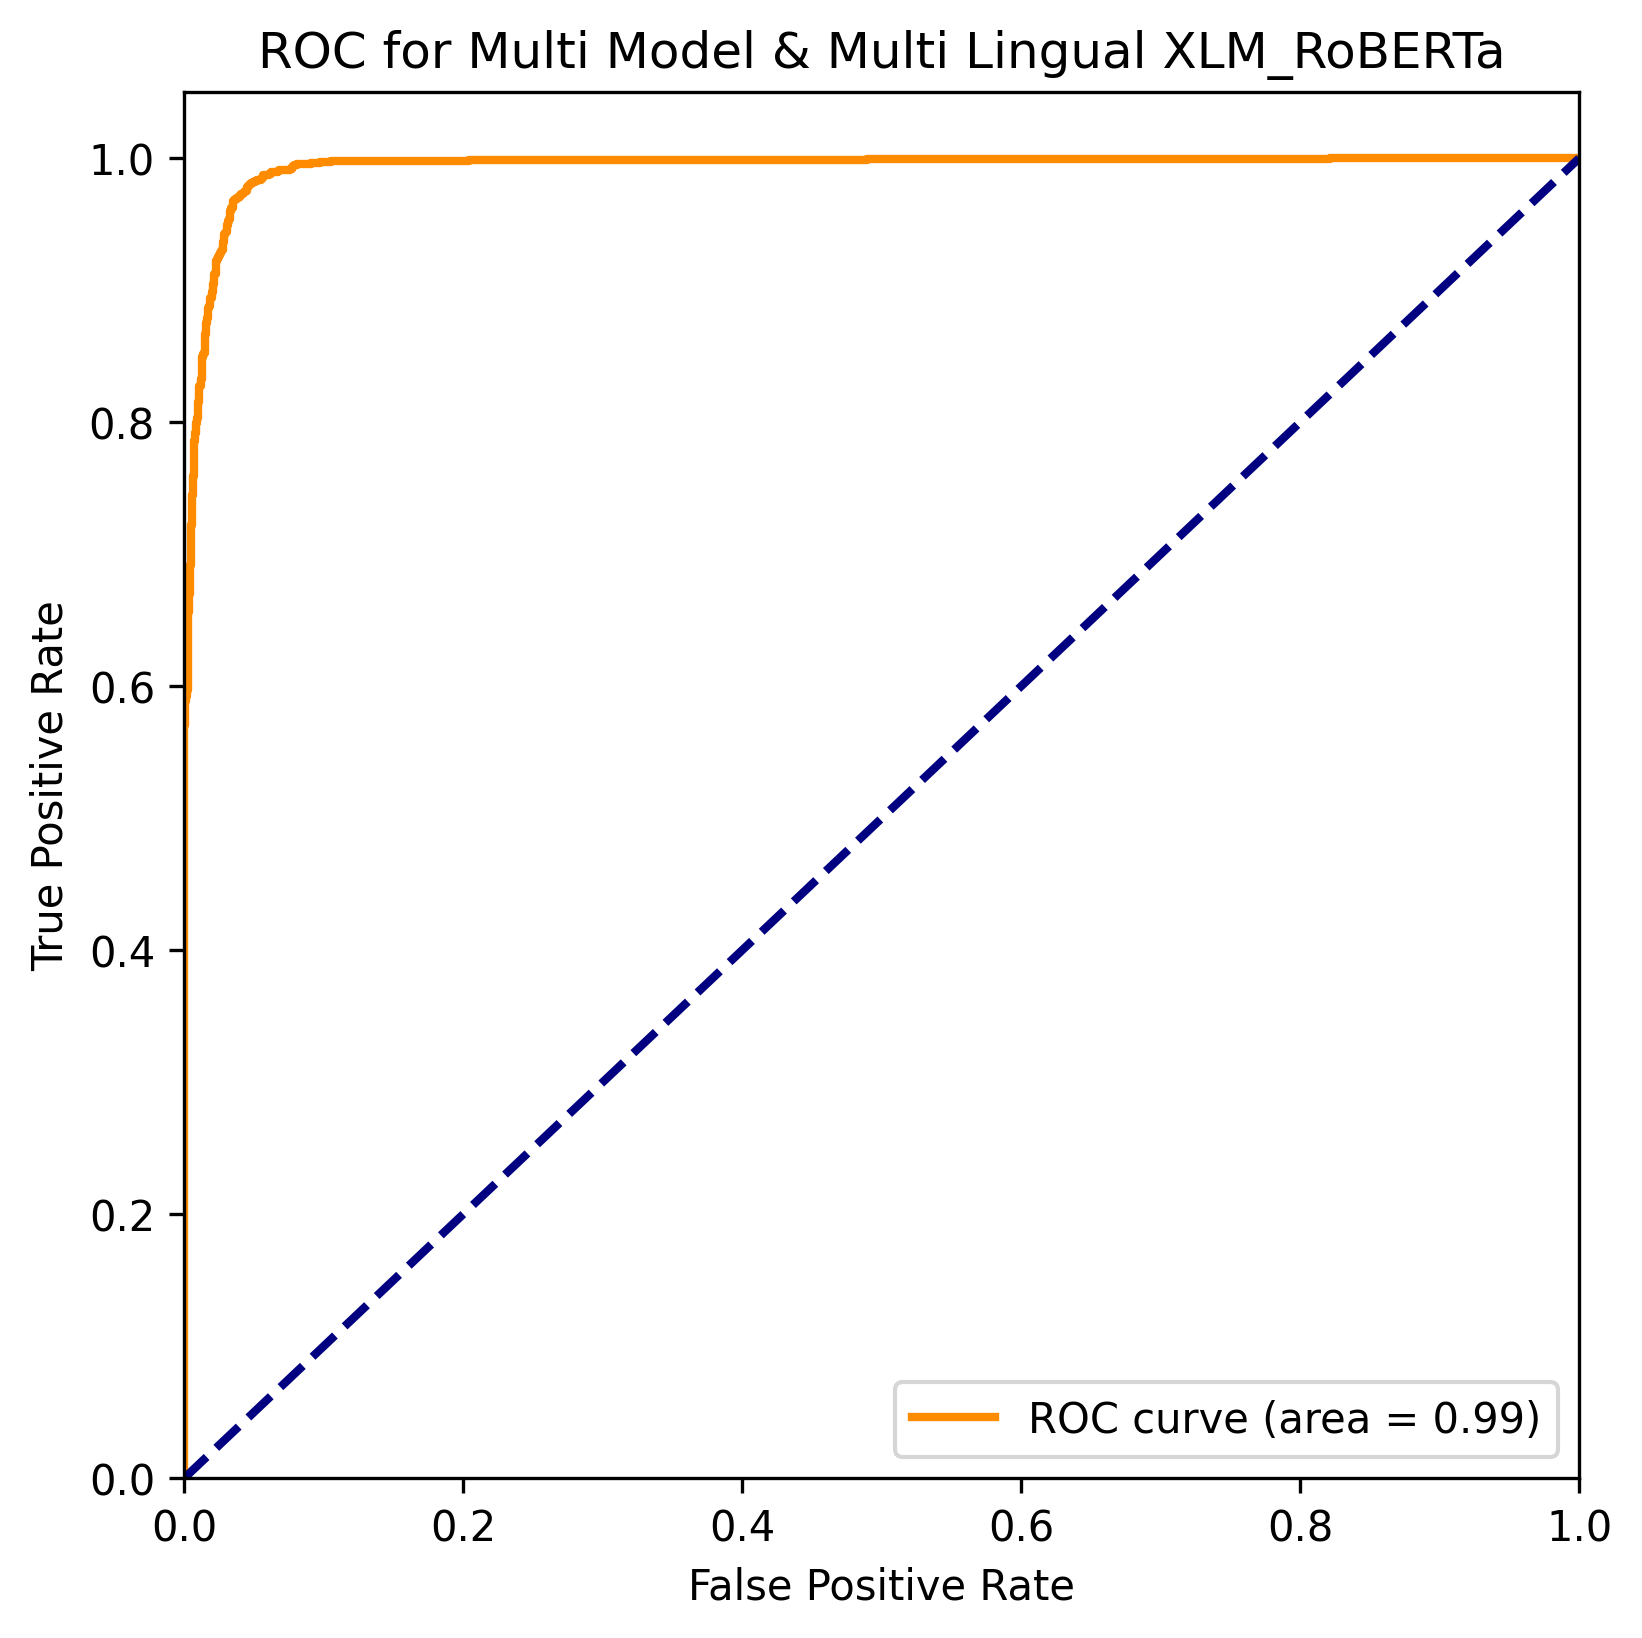 ROC for Multi Model & Multi Lingual XLM_RoBERTa
True Positive Rate
1.0
0.8
0.6
0.4
0.2
0.0
ROC curve (area = 0.99)
0.0 0.2 0.4 0.6 0.8 1.0
False Positive Rate